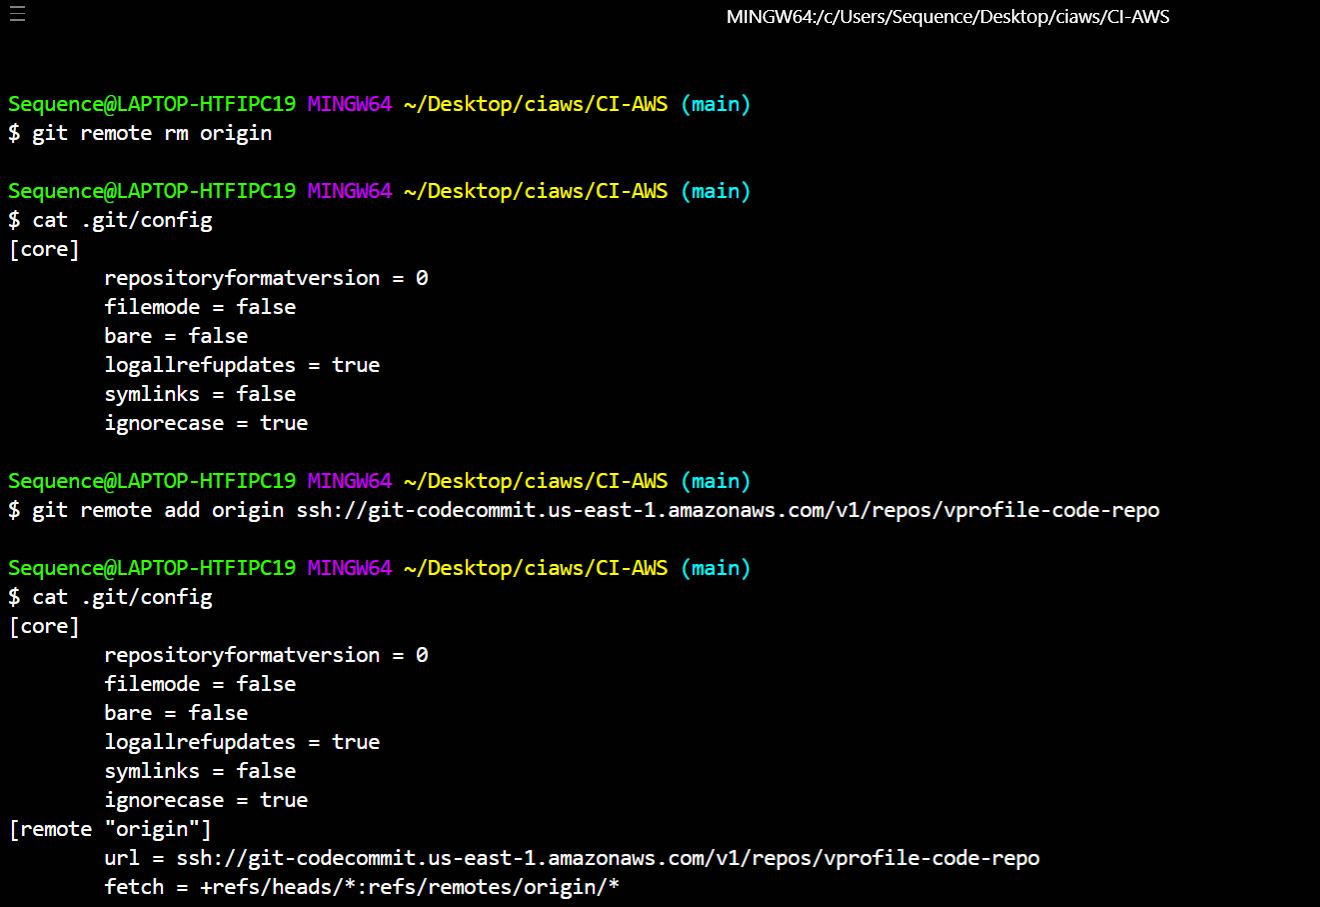 MINGW64:/c/Users/Sequence/Desktop/ciaws/CI-AWS
Sequence@LAPTOP-HTFIPC19 MINGW64 ~/Desktop/ciaws/CI-AWS (main)
$ git remote rm origin
Sequence@LAPTOP-HTFIPC19 MINGW64 ~/Desktop/ciaws/CI-AWS (main)
$ cat .git/config
[core]
repositoryformatversion = 0
filemode = false
bare = false
logallrefupdates = true
symlinks = false
ignorecase = true
Sequence@LAPTOP-HTFIPC19 MINGW64 ~/Desktop/ciaws/CI-AWS (main)
$ git remote add origin ssh://git-codecommit.us-east-1.amazonaws.com/v1/repos/vprofile-code-repo
Sequence@LAPTOP-HTFIPC19 MINGW64 ~/Desktop/ciaws/CI-AWS (main)
$ cat .git/config
[core]
repositoryformatversion = 0
filemode = false
bare = false
logallrefupdates = true
symlinks = false
ignorecase = true
[remote "origin"]
url = ssh://git-codecommit.us-east-1.amazonaws.com/v1/repos/vprofile-code-repo
fetch = +refs/heads/*:refs/remotes/origin/*